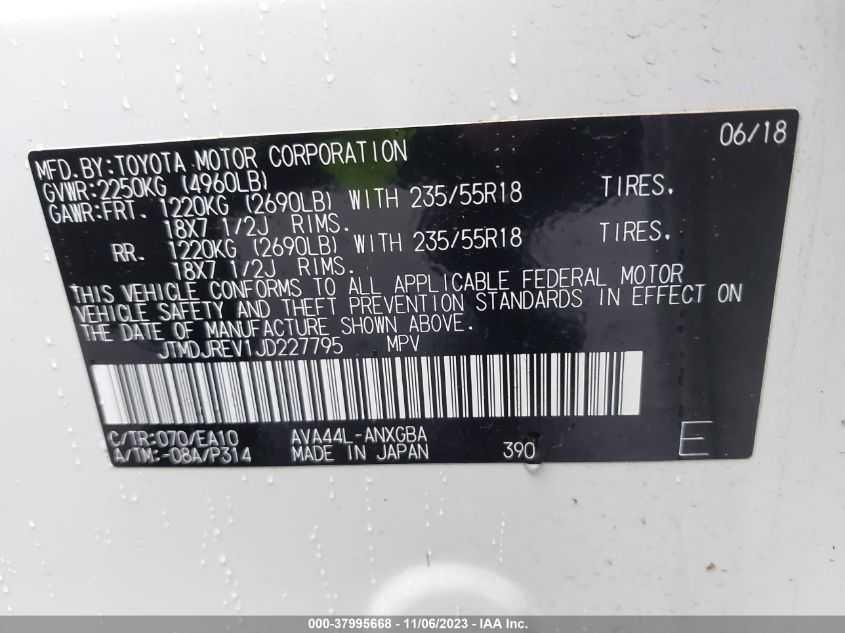 06/18
MFD.BY:TOYOTA MOTOR CORPORATION
GVWR:2250KG (4960LB)
GAWR:FRT. 1220KG (2690LB) WITH 235/55R18 TIRES.
18X7 1/2J RIMS.
RR. 1220KG (2690LB) WITH 235/55R18 TIRES.
18X7 1/2J RIMS.
THIS VEHICLE CONFORMS TO ALL APPLICABLE FEDERAL MOTOR
VEHICLE SAFETY AND THEFT PREVENTION STANDARDS IN EFFECT ON
THE DATE OF MANUFACTURE SHOWN ABOVE.
JTMDJREV1JD227795 MPV
C/TR:070/EA10 AVA44L-ANXGBA
A/TM:-08A/P314 MADE IN JAPAN 390 E
000-37995668 - 11/06/2023 - IAA Inc.